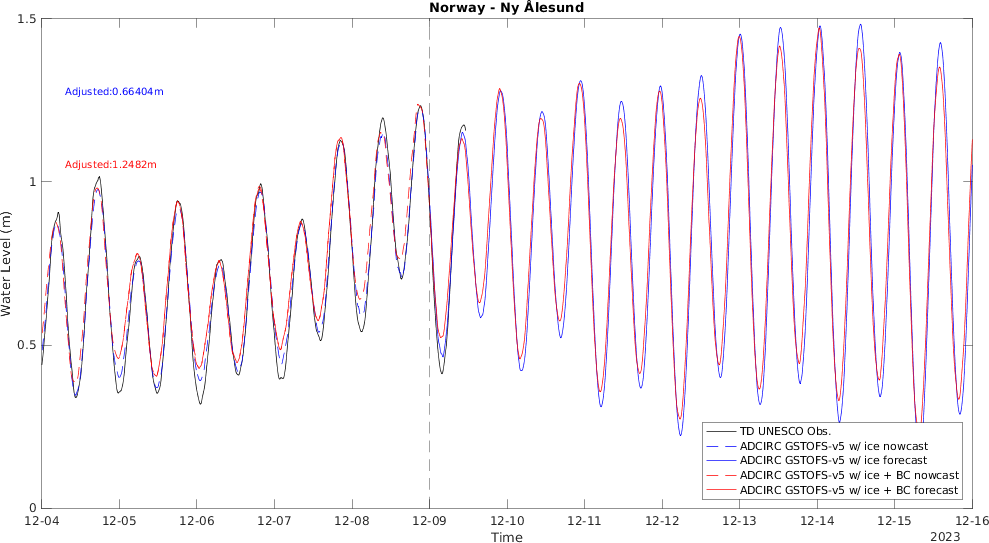 Norway - Ny Ålesund
1.5
Adjusted:0.66404m
Adjusted:1.2482m
1
Water Level (m)
0.5
TD UNESCO Obs.
ADCIRC GSTOFS-v5 w/ ice nowcast
ADCIRC GSTOFS-v5 w/ ice forecast
ADCIRC GSTOFS-v5 w/ ice + BC nowcast
ADCIRC GSTOFS-v5 w/ ice + BC forecast
0
12-04 12-05 12-06 12-07 12-08 12-09 12-10 12-11 12-12 12-13 12-14 12-15 12-16
Time
2023